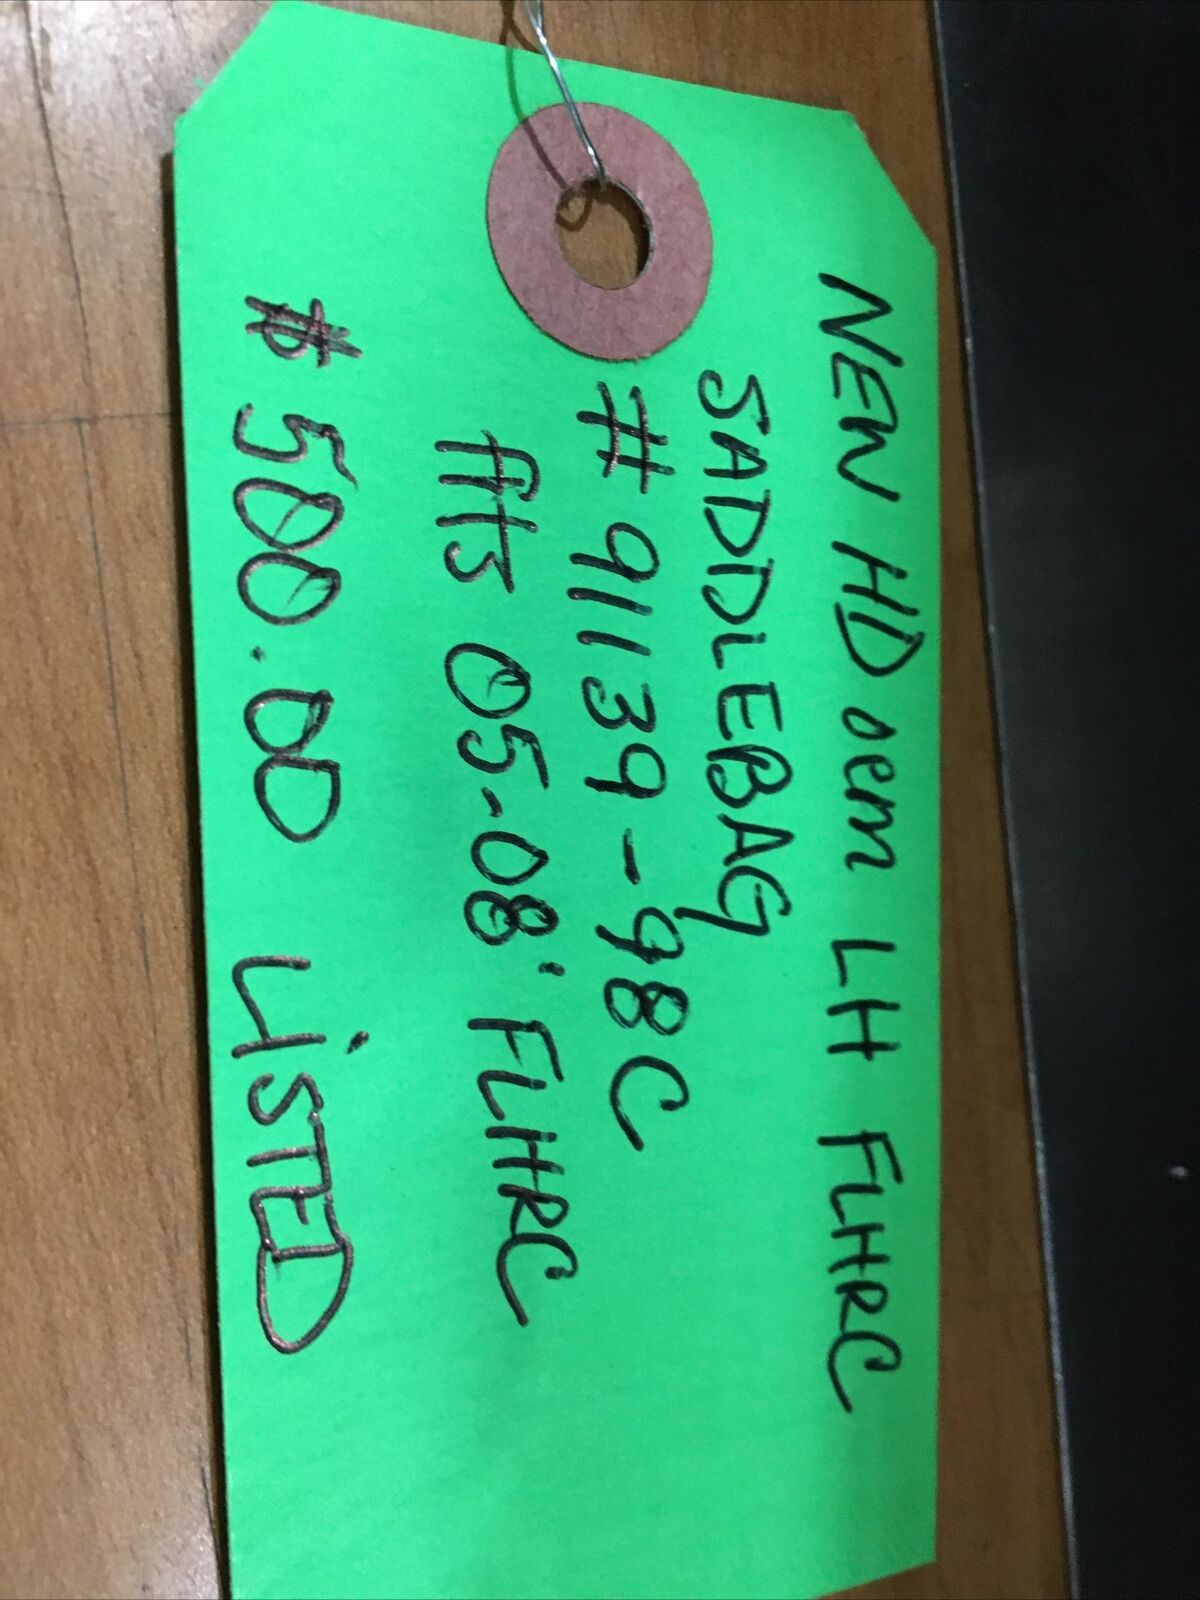 NEW HD oem LH FLHRC
SADDLEBAG
# 91139-98C
fits 05-08' FLHRC
$ 500.00 LiSTED